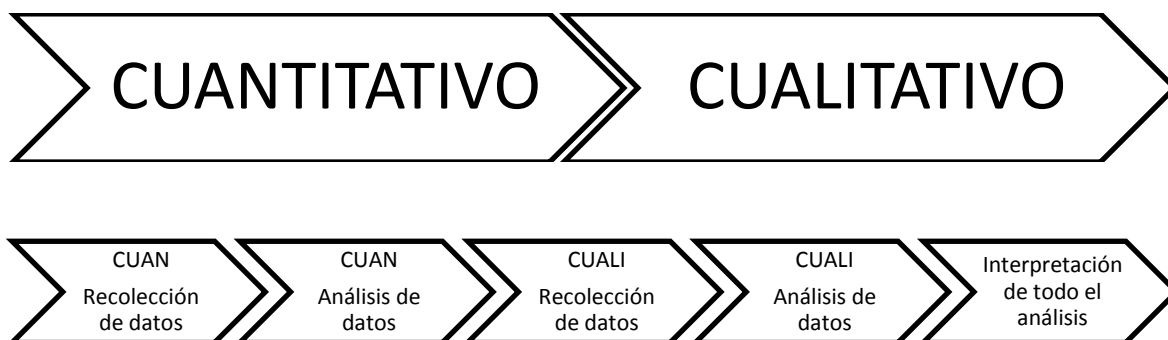 CUANTITATIVO
CUALITATIVO
CUAN
Recolección
de datos
CUAN
Análisis de
datos
CUALI
Recolección
de datos
CUALI
Análisis de
datos
Interpretación
de todo el
análisis